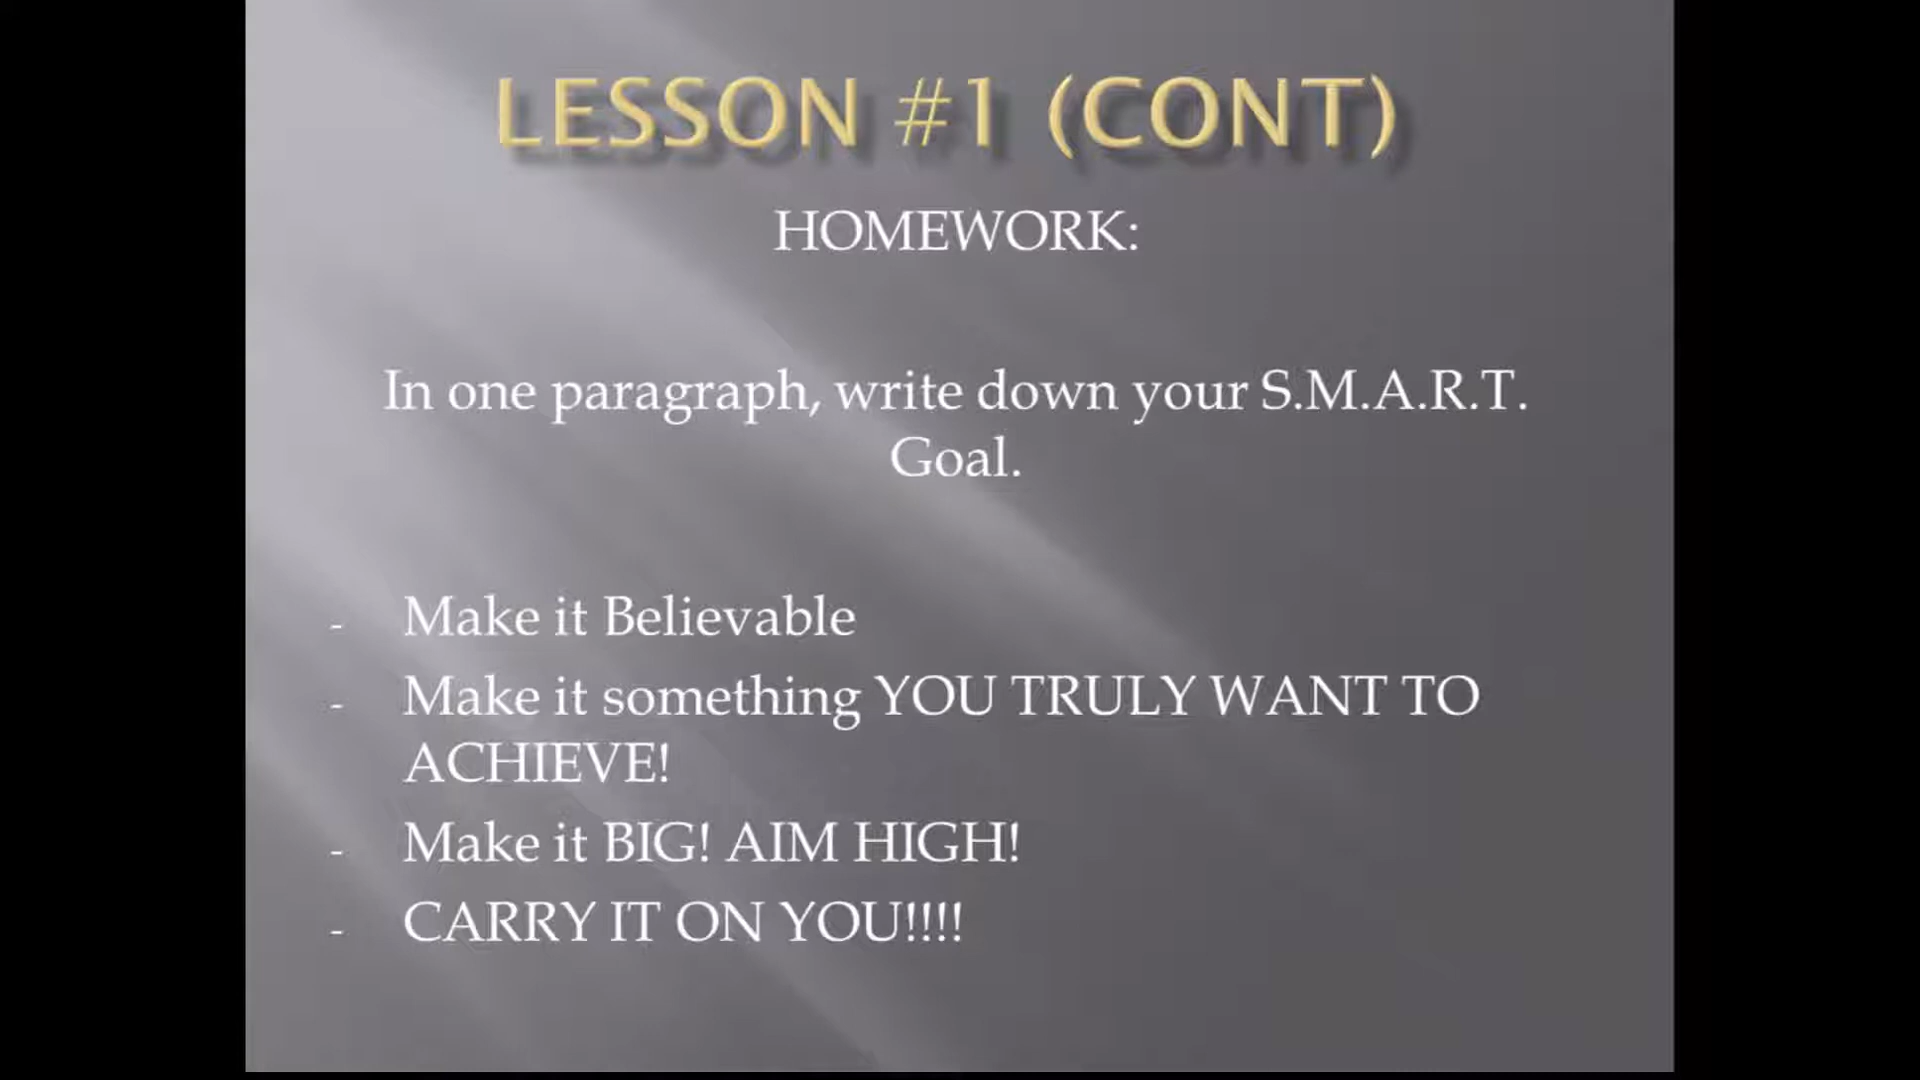 LESSON #1 (CONT)
HOMEWORK:
In one paragraph, write down your S.M.A.R.T.
Goal.
- Make it Believable
- Make it something YOU TRULY WANT TO
ACHIEVE!
- Make it BIG! AIM HIGH!
- CARRY IT ON YOU!!!!